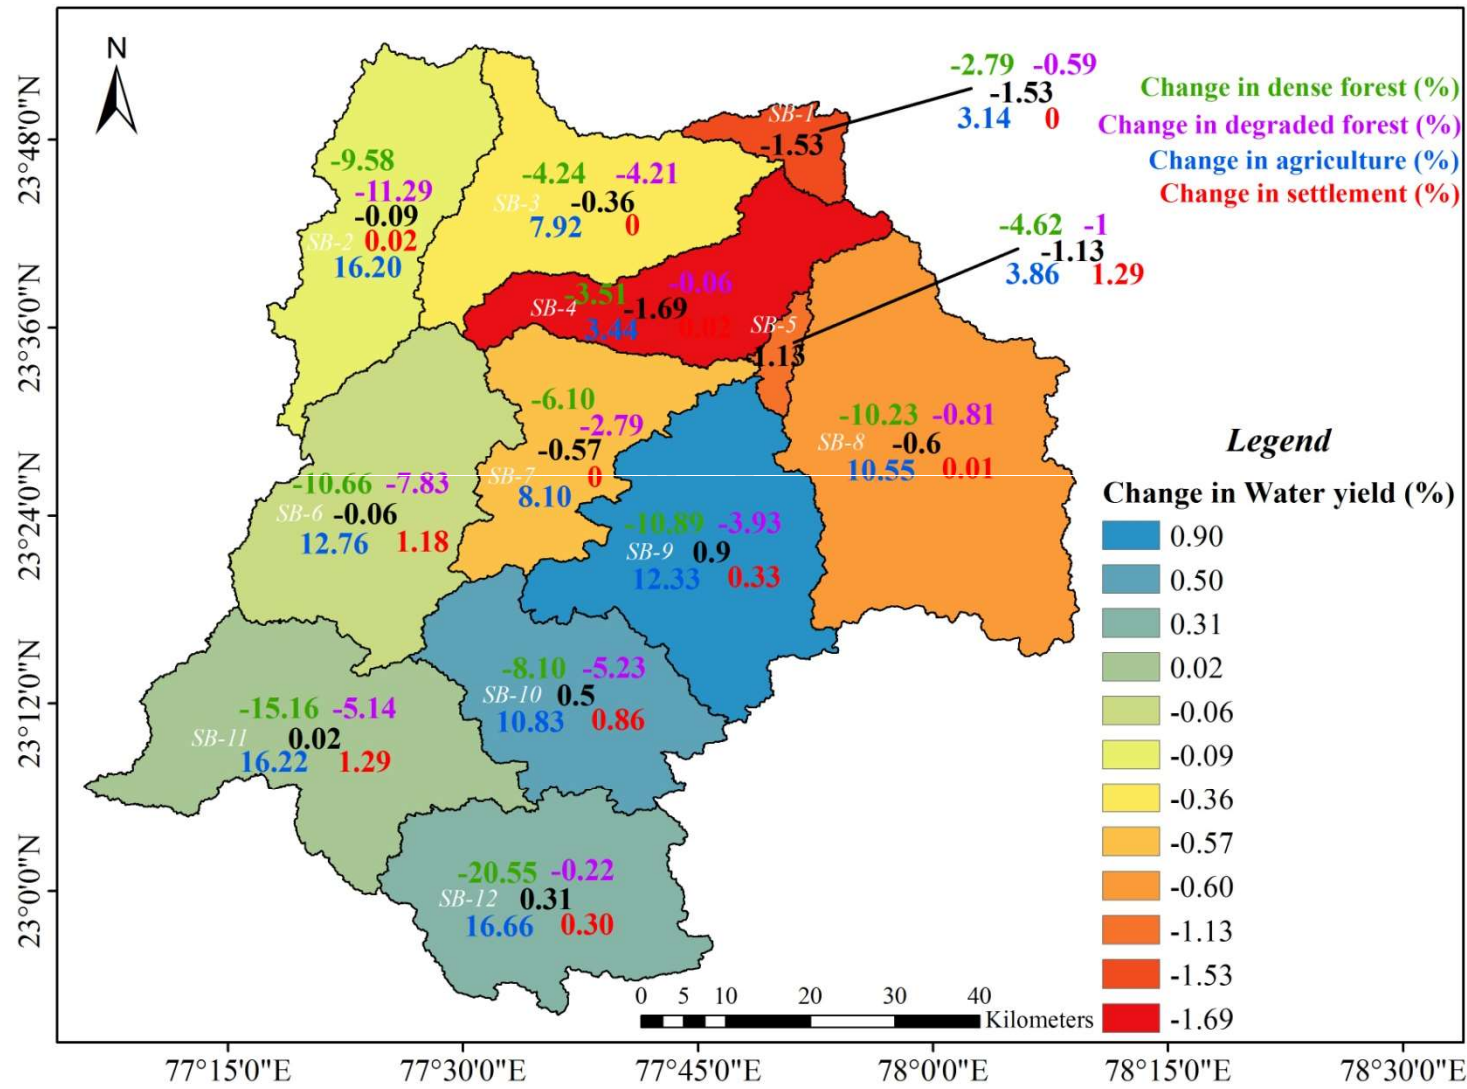 N
-2.79 -0.59
-1.53
3.14 0
Change in dense forest (%)
Change in degraded forest (%)
Change in agriculture (%)
Change in settlement (%)
SB-1
-1.53
-9.58
-11.29
-0.09
SB-2 0.02
16.20
-4.24 -4.21
SB-3 -0.36
7.92 0
-4.62 -1
-1.13
3.86 1.29
-3.51 -0.06
SB-4 -1.69
3.44 0.02
SB-5
-1.13
-6.10
-2.79
-0.57
SB-7 0
8.10
-10.23 -0.81
SB-8 -0.6
10.55 0.01
-10.66 -7.83
SB-6 -0.06
12.76 1.18
-10.89 -3.93
SB-9 0.9
12.33 0.33
-8.10 -5.23
SB-10 0.5
10.83 0.86
-15.16 -5.14
SB-11 0.02
16.22 1.29
-20.55 -0.22
SB-12 0.31
16.66 0.30
Legend
Change in Water yield (%)
0.90
0.50
0.31
0.02
-0.06
-0.09
-0.36
-0.57
-0.60
-1.13
-1.53
-1.69
0 5 10 20 30 40
Kilometers
23°48'0"N
23°36'0"N
23°24'0"N
23°12'0"N
23°0'0"N
77°15'0"E 77°30'0"E 77°45'0"E 78°0'0"E 78°15'0"E 78°30'0"E